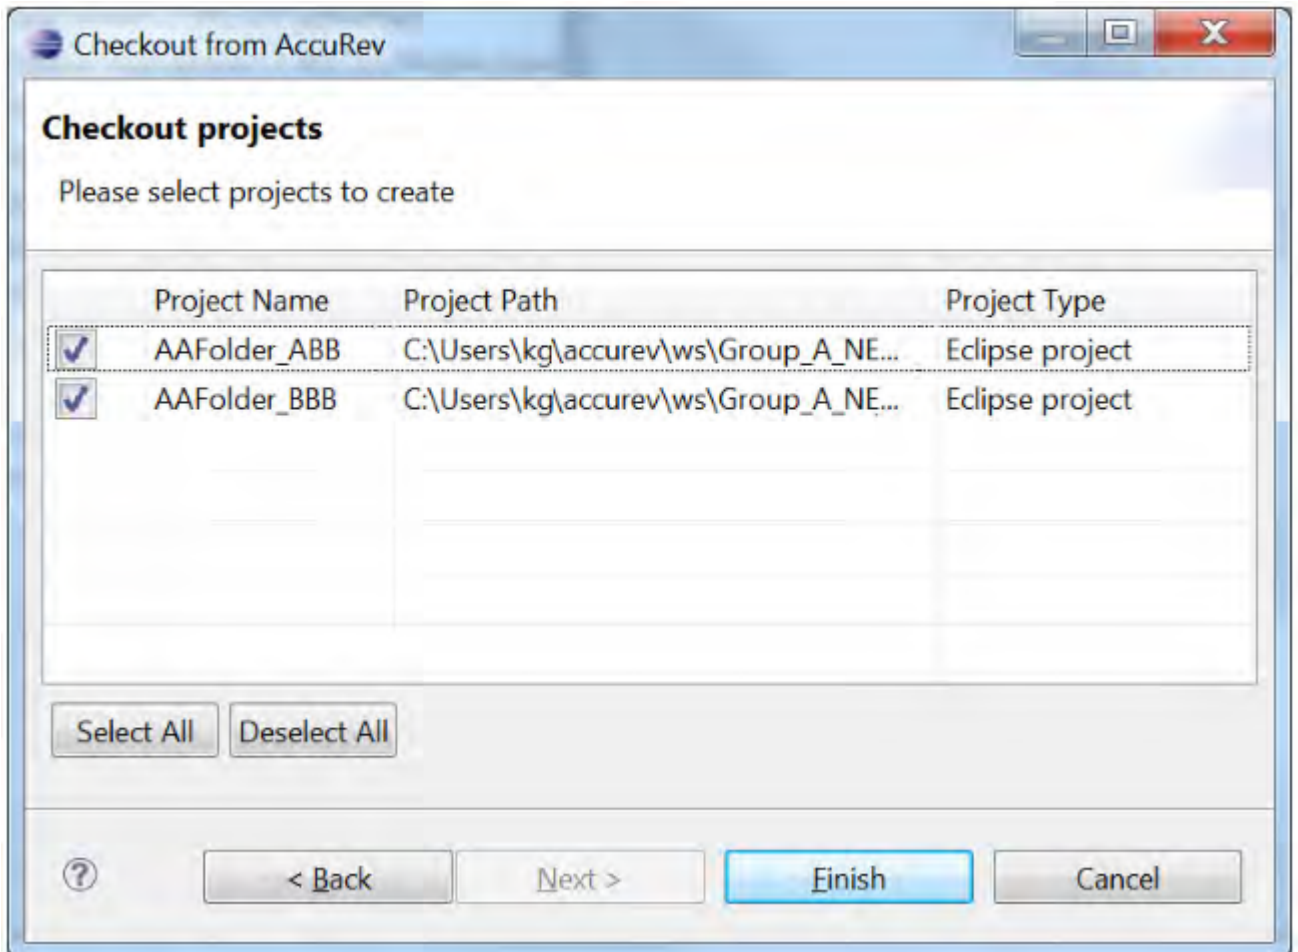 Checkout from AccuRev
Checkout projects
Please select projects to create
Project Name Project Path Project Type
AAFolder_ABB C:\Users\kg\accurev\ws\Group_A_NE... Eclipse project
AAFolder_BBB C:\Users\kg\accurev\ws\Group_A_NE... Eclipse project
Select All Deselect All
? < Back Next > Finish Cancel